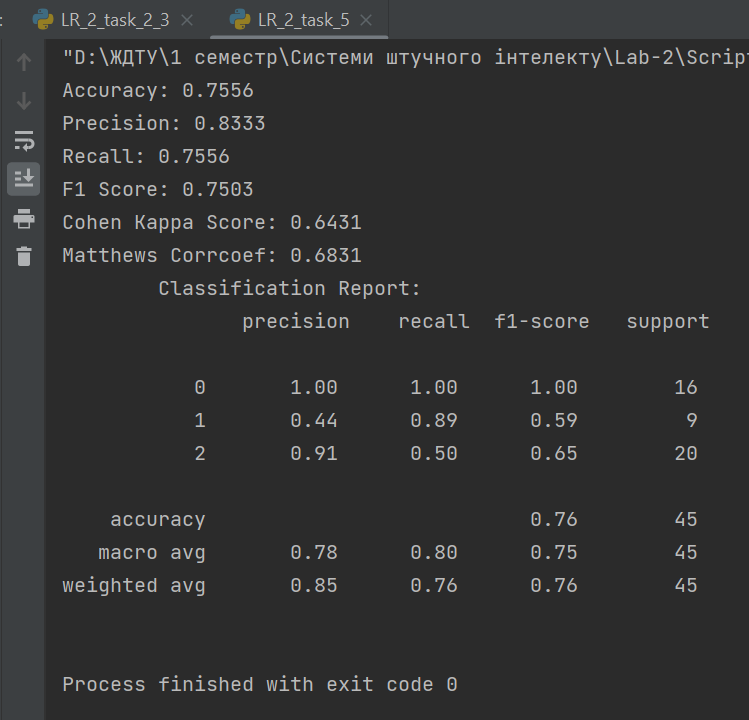 LR_2_task_2_3 LR_2_task_5
"D:\ЖДТУ\1 семестр\Системи штучного інтелекту\Lab-2\Script
Accuracy: 0.7556
Precision: 0.8333
Recall: 0.7556
F1 Score: 0.7503
Cohen Kappa Score: 0.6431
Matthews Corrcoef: 0.6831
Classification Report:
precision recall f1-score support
0 1.00 1.00 1.00 16
1 0.44 0.89 0.59 9
2 0.91 0.50 0.65 20
accuracy 0.76 45
macro avg 0.78 0.80 0.75 45
weighted avg 0.85 0.76 0.76 45
Process finished with exit code 0